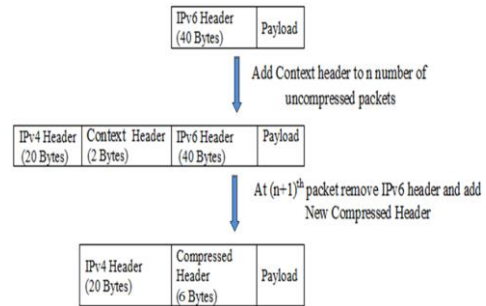 IPv6 Header
(40 Bytes)
Payload
Add Context header to n number of
uncompressed packets
IPv4 Header
(20 Bytes)
Context Header
(2 Bytes)
IPv6 Header
(40 Bytes)
Payload
At (n+1)th packet remove IPv6 header and add
New Compressed Header
IPv4 Header
(20 Bytes)
Compressed
Header
(6 Bytes)
Payload